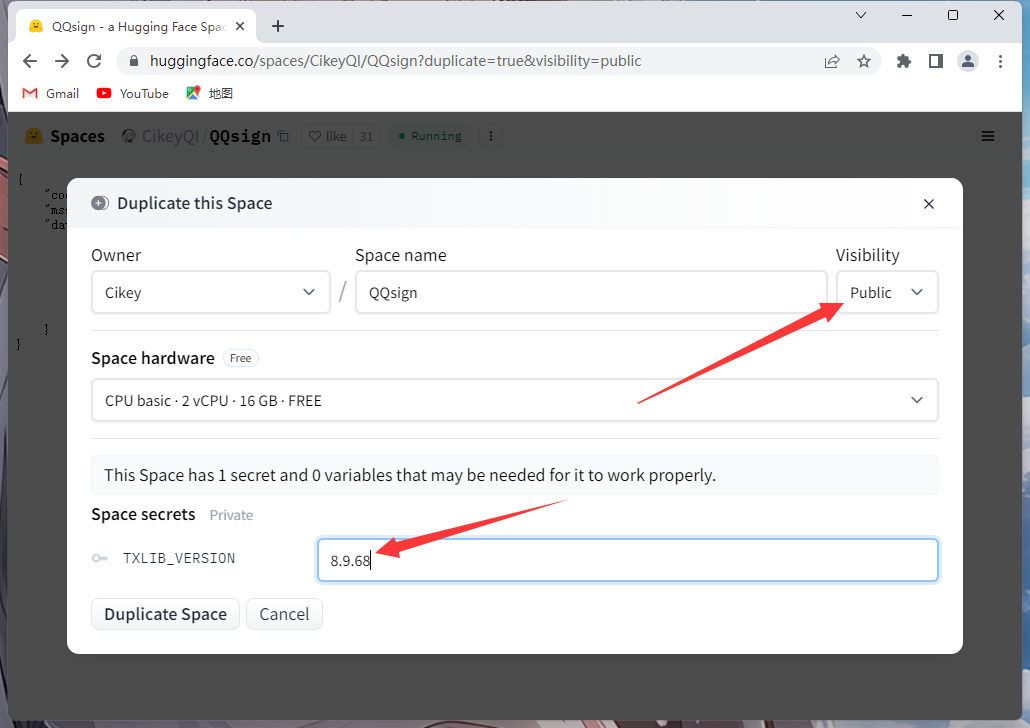 QQsign - a Hugging Face Spac
huggingface.co/spaces/CikeyQI/QQsign?duplicate=true&visibility=public
Gmail YouTube 地图
Spaces CikeyQI/QQsign like 31 Running
{
"co
"ms
"da
}
}
Duplicate this Space
Owner Space name Visibility
Cikey / QQsign Public
Space hardware Free
CPU basic · 2 vCPU · 16 GB · FREE
This Space has 1 secret and 0 variables that may be needed for it to work properly.
Space secrets Private
TXLIB_VERSION 8.9.68
Duplicate Space Cancel